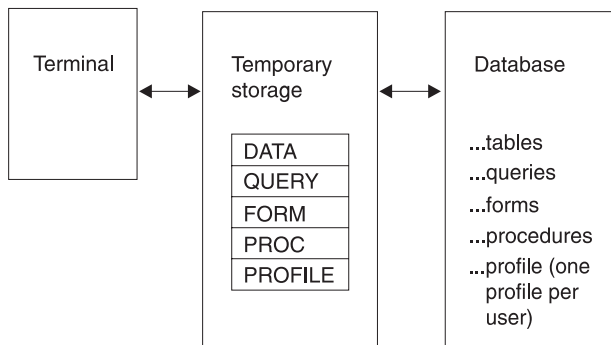 Terminal
Temporary
storage
DATA
QUERY
FORM
PROC
PROFILE
Database
...tables
...queries
...forms
...procedures
...profile (one
profile per
user)